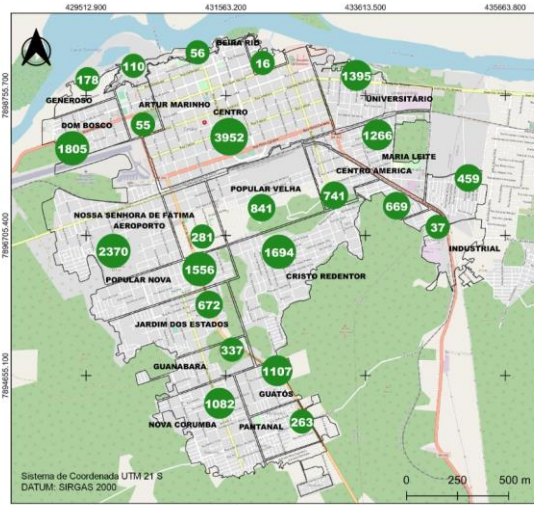 429512.900 431563.200 433613.500 435663.800
7898755.700
7896705.400
7894655.100
BEIRA RIO
56
16
110
178
1395
GENEROSO
ARTUR MARINHO
UNIVERSITÁRIO
CENTRO
DOM BOSCO
55
3952
1266
1805
MARIA LEITE
CENTRO AMERICA
459
POPULAR VELHA
741
669
841
NOSSA SENHORA DE FÁTIMA
AEROPORTO
37
281
INDUSTRIAL
2370
1694
1556
POPULAR NOVA
CRISTO REDENTOR
672
JARDIM DOS ESTADOS
337
GUANABARA
1107
GUATÓS
1082
263
NOVA CORUMBA
PANTANAL
Sistema de Coordenada UTM 21 S
DATUM: SIRGAS 2000
0 250 500 m